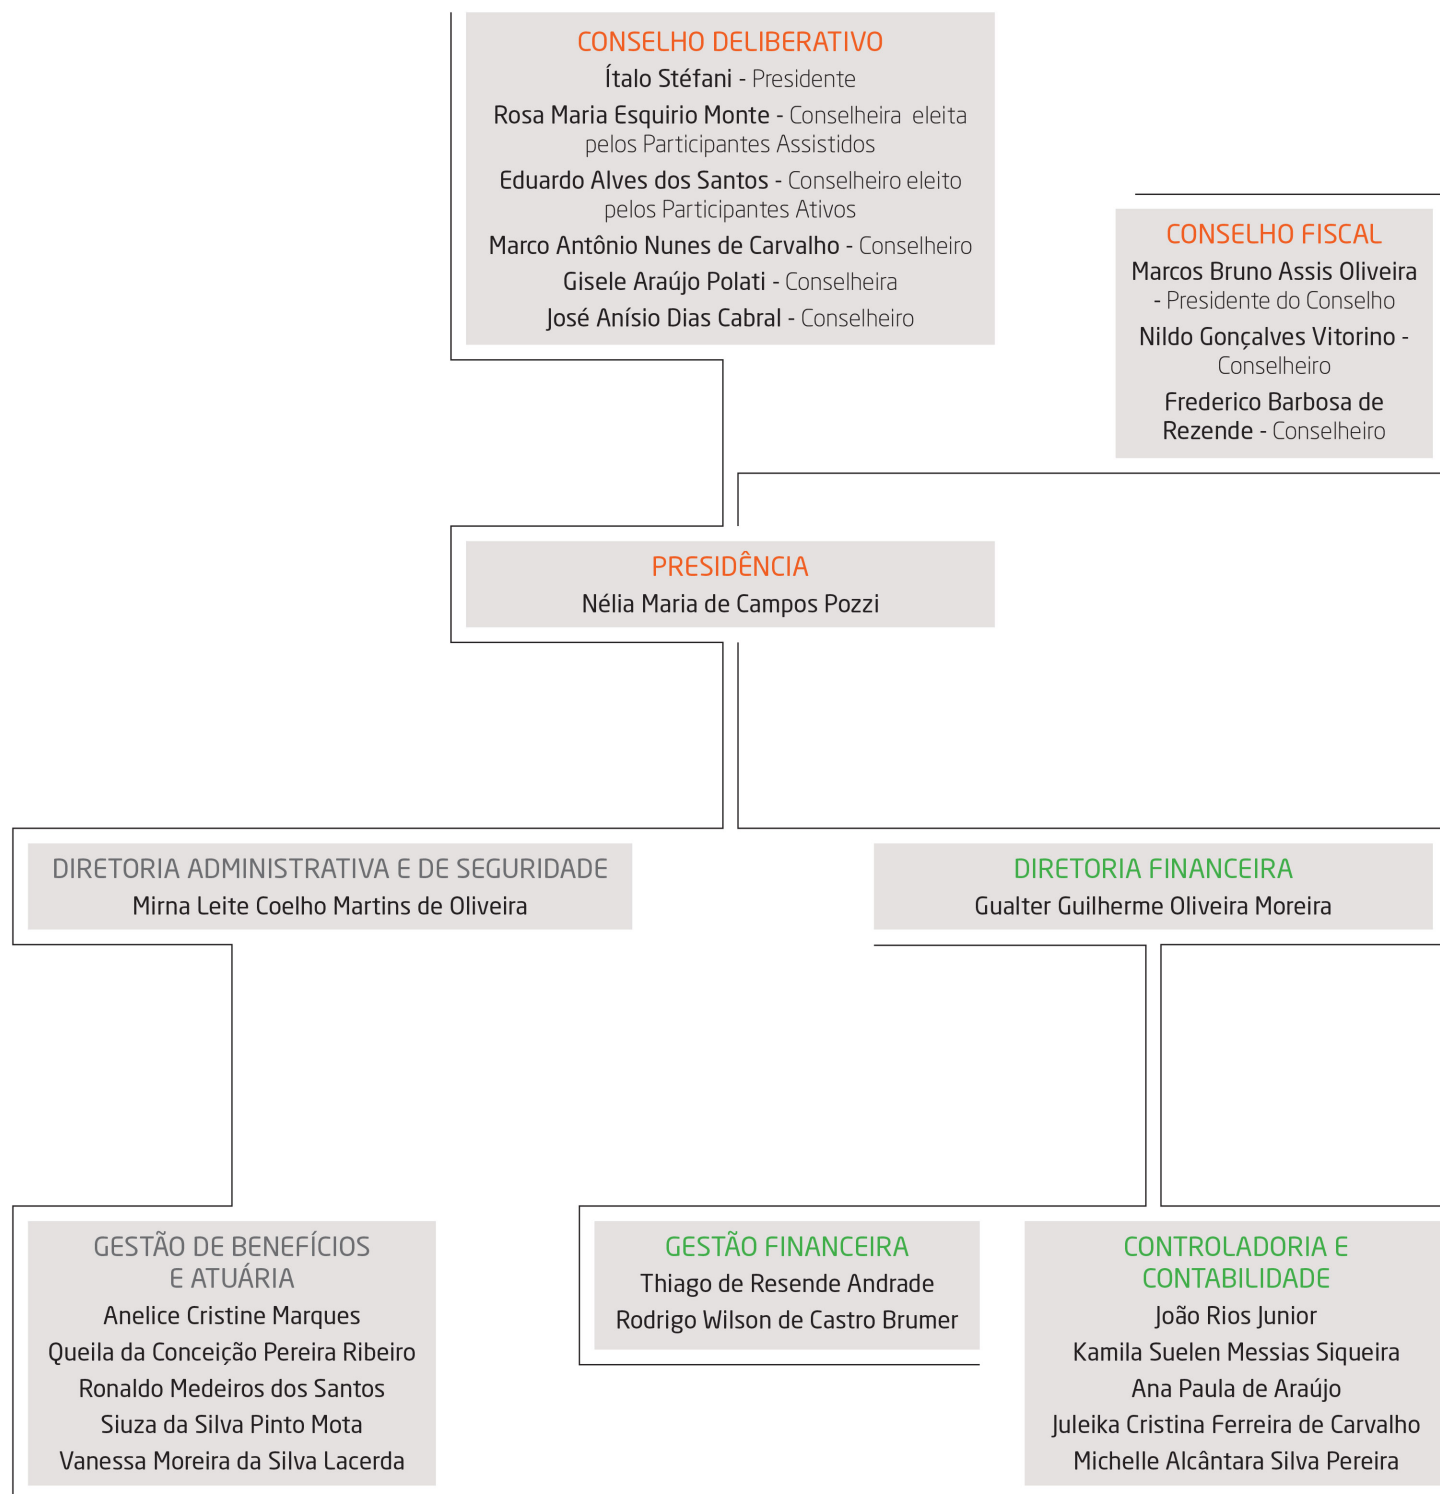 CONSELHO DELIBERATIVO
Ítalo Stéfani - Presidente
Rosa Maria Esquirio Monte - Conselheira eleita
pelos Participantes Assistidos
Eduardo Alves dos Santos - Conselheiro eleito
pelos Participantes Ativos
Marco Antônio Nunes de Carvalho - Conselheiro
Gisele Araújo Polati - Conselheira
José Anísio Dias Cabral - Conselheiro
CONSELHO FISCAL
Marcos Bruno Assis Oliveira
- Presidente do Conselho
Nildo Gonçalves Vitorino -
Conselheiro
Frederico Barbosa de
Rezende - Conselheiro
PRESIDÊNCIA
Nélia Maria de Campos Pozzi
DIRETORIA ADMINISTRATIVA E DE SEGURIDADE
Mirna Leite Coelho Martins de Oliveira
DIRETORIA FINANCEIRA
Gualter Guilherme Oliveira Moreira
GESTÃO DE BENEFÍCIOS
E ATUÁRIA
Anelice Cristine Marques
Queila da Conceição Pereira Ribeiro
Ronaldo Medeiros dos Santos
Siuza da Silva Pinto Mota
Vanessa Moreira da Silva Lacerda
GESTÃO FINANCEIRA
Thiago de Resende Andrade
Rodrigo Wilson de Castro Brumer
CONTROLADORIA E
CONTABILIDADE
João Rios Junior
Kamila Suelen Messias Siqueira
Ana Paula de Araújo
Juleika Cristina Ferreira de Carvalho
Michelle Alcântara Silva Pereira